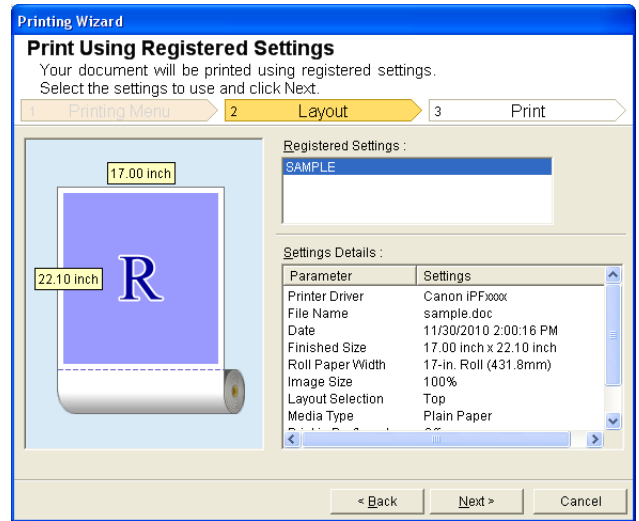 Printing Wizard
Print Using Registered Settings
Your document will be printed using registered settings.
Select the settings to use and click Next.
1 Printing Menu 2 Layout 3 Print
17.00 inch
22.10 inch
R
Registered Settings :
SAMPLE
Settings Details :
Parameter Settings
Printer Driver Canon iPFxxxx
File Name sample.doc
Date 11/30/2010 2:00:16 PM
Finished Size 17.00 inch x 22.10 inch
Roll Paper Width 17-in. Roll (431.8mm)
Image Size 100%
Layout Selection Top
Media Type Plain Paper
< Back Next > Cancel